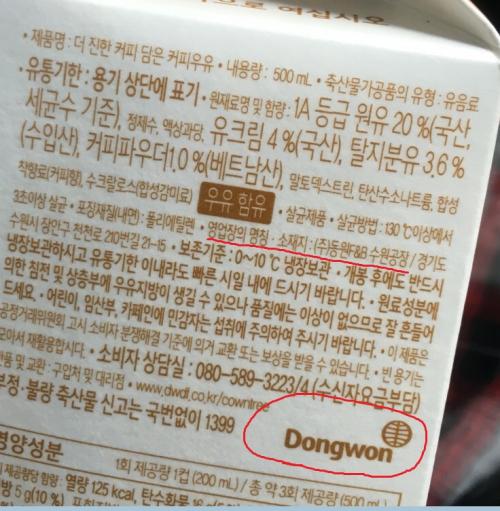 여십시오
• 제품명 : 더 진한 커피 담은 커피우유 • 내용량 : 500 mL • 축산물가공품의 유형 : 유음료
• 유통기한 : 용기 상단에 표기 • 원재료명 및 함량 : 1A 등급 원유 20 %(국산,
세균수 기준), 정제수, 액상과당, 유크림 4 %(국산), 탈지분유 3.6 %
(수입산), 커피파우더1.0 %(베트남산), 말토덱스트린, 탄산수소나트륨, 합성
착향료(커피향), 수크랄로스(합성감미료) 우유 함유 • 살균제품 • 살균방법 : 130 ℃이상에서
3초이상 살균 • 포장재질(내면) : 폴리에틸렌 • 영업장의 명칭 · 소재지 : (주)동원F&B 수원공장 / 경기도
수원시 장안구 천천로 210번길 21-15 • 보존기준 : 0~10 ℃ 냉장보관 • 개봉 후에도 반드시
냉장보관하시고 유통기한 이내라도 빠른 시일 내에 드시기 바랍니다. • 원료성분에
의한 침전 및 상층부에 우유지방이 생길 수 있으나 품질에는 이상이 없으므로 잘 흔들어
드세요. • 어린이, 임산부, 카페인에 민감자는 섭취에 주의하여 주시기 바랍니다. • 이 제품은
공정거래위원회 고시 소비자 분쟁해결 기준에 의거 교환 또는 보상을 받을 수 있습니다. • 빈 용기는
재활용합시다. • 소비자 상담실 : 080-589-3223/4 (수신자요금부담)
품 및 교환 : 구입처 및 대리점 • www.dwdl.co.kr/cowntree
부정 · 불량 축산물 신고는 국번없이 1399
Dongwon
영양성분
1회 제공량 1컵 (200 mL) / 총 약 3회 제공량 (500 mL)
제공량당 함량 : 열량 125 kcal, 탄수화물